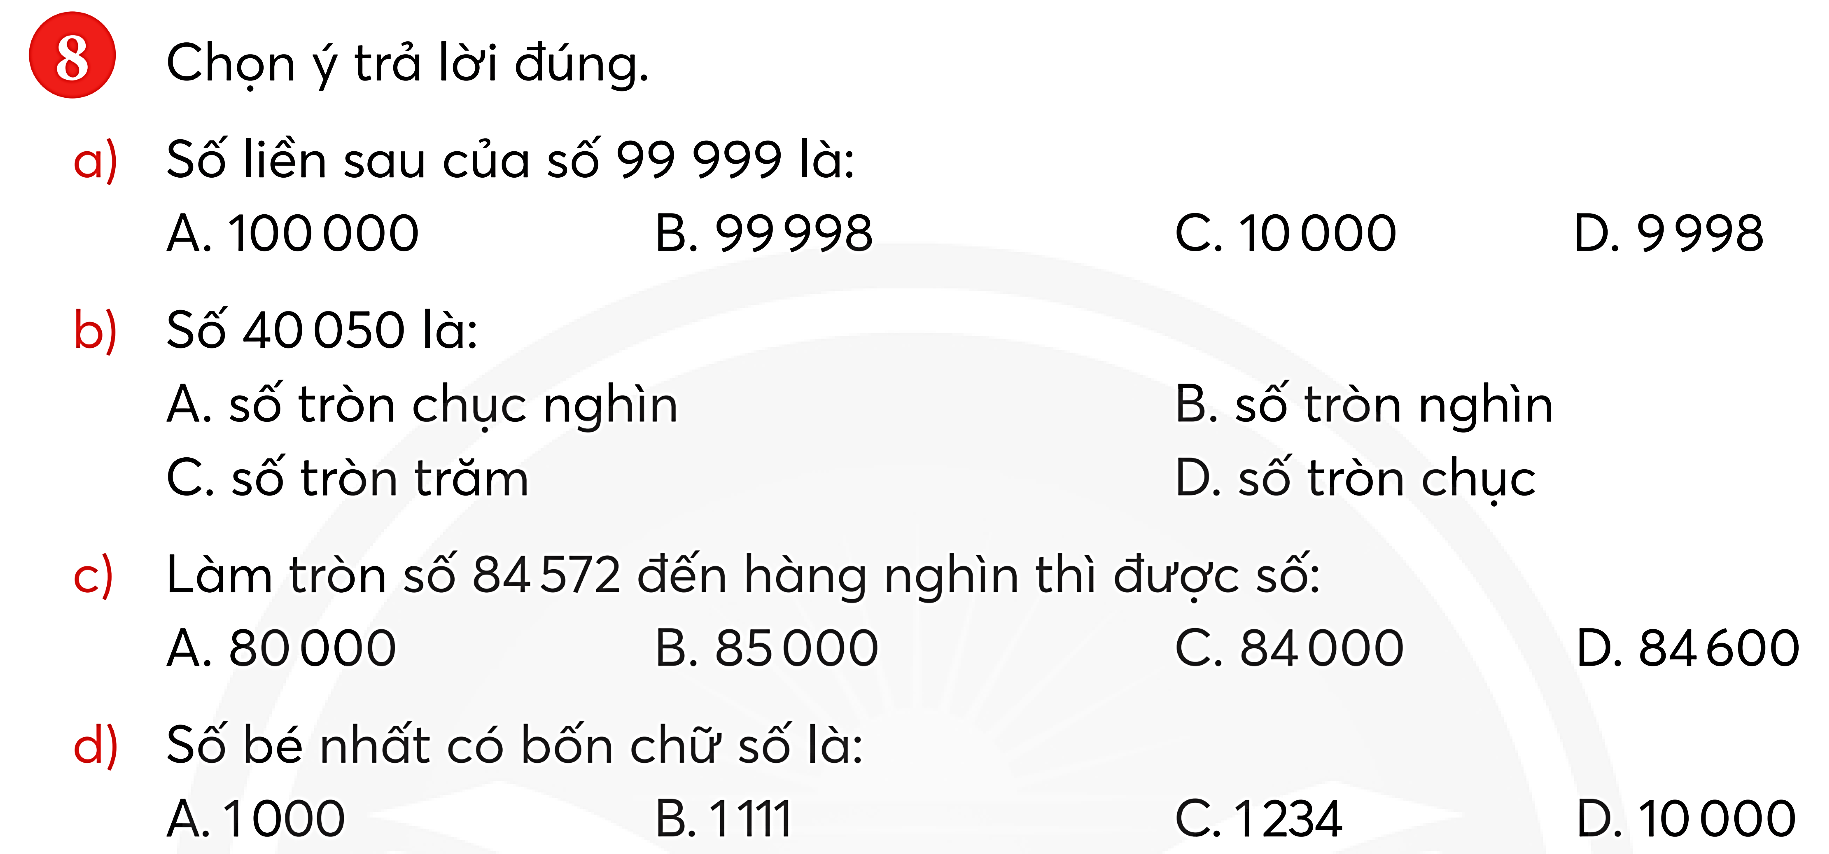 8 Chọn ý trả lời đúng.
a) Số liền sau của số 99 999 là:
A. 100 000 B. 99 998 C. 10 000 D. 9 998
b) Số 40 050 là:
A. số tròn chục nghìn B. số tròn nghìn
C. số tròn trăm D. số tròn chục
c) Làm tròn số 84 572 đến hàng nghìn thì được số:
A. 80 000 B. 85 000 C. 84 000 D. 84 600
d) Số bé nhất có bốn chữ số là:
A. 1 000 B. 1 111 C. 1 234 D. 10 000